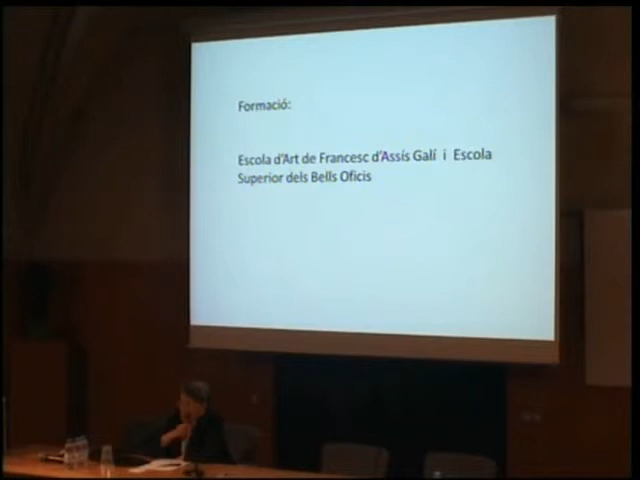 Formació:
Escola d'Art de Francesc d'Assís Galí i Escola
Superior dels Bells Oficis